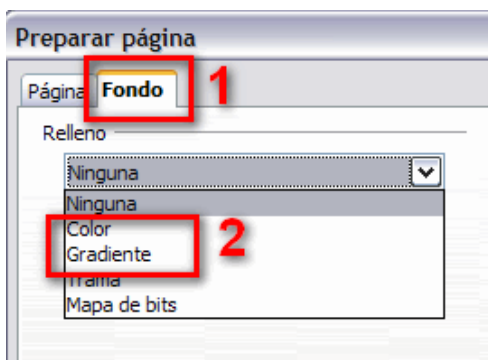 Preparar página
Página Fondo 1
Relleno
Ninguna
Ninguna
Color
Gradiente 2
Trama
Mapa de bits